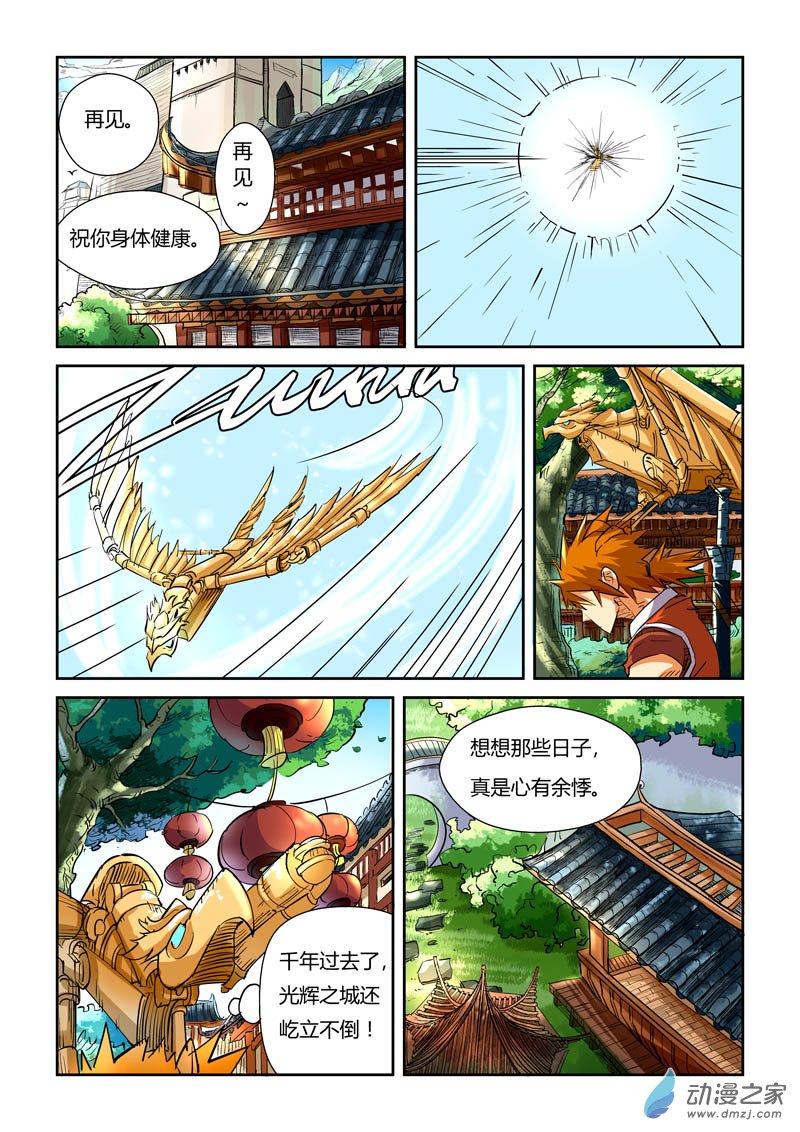 再见。
再
见
~
祝你身体健康。
千年过去了，
光辉之城还
屹立不倒！
想想那些日子，
真是心有余悸。
动漫之家
www.dmzj.com